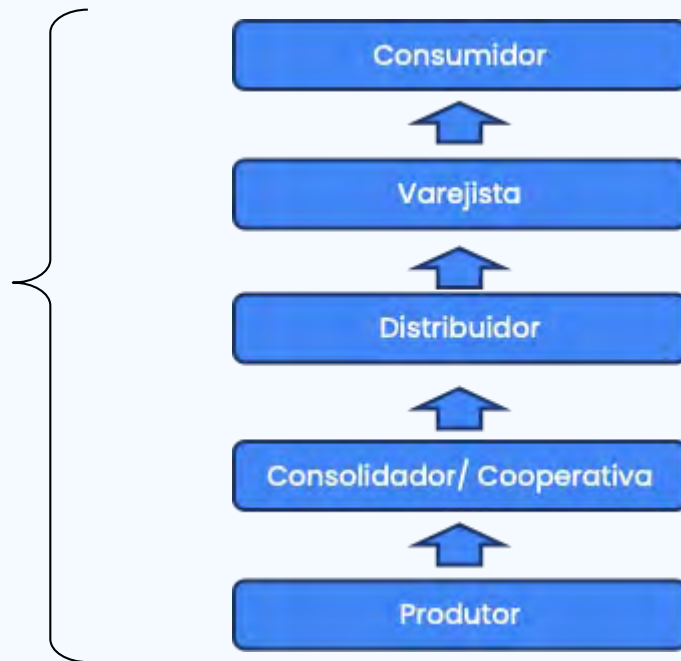 Consumidor
Varejista
Distribuidor
Consolidador/ Cooperativa
Produtor